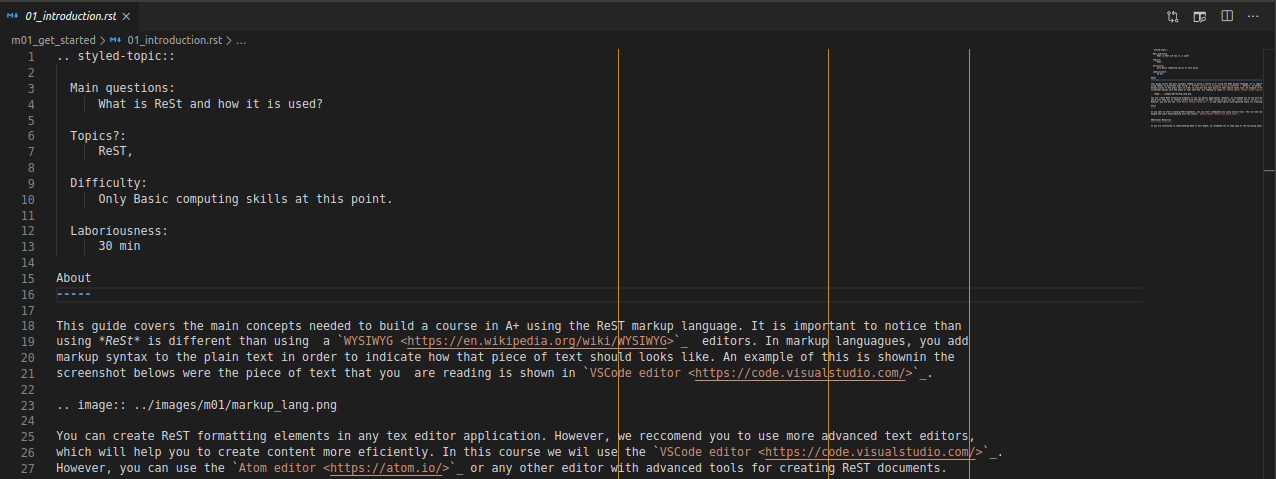 01_introduction.rst
m01_get_started > 01_introduction.rst > ...
1 .. styled-topic::
2
3 Main questions:
4 What is ReSt and how it is used?
5
6 Topics?:
7 ReST,
8
9 Difficulty:
10 Only Basic computing skills at this point.
11
12 Laboriousness:
13 30 min
14
15 About
16 -----
17
18 This guide covers the main concepts needed to build a course in A+ using the ReST markup language. It is important to notice than
19 using *ReSt* is different than using  a `WYSIWYG <https://en.wikipedia.org/wiki/WYSIWYG>`_  editors. In markup languagues, you add
20 markup syntax to the plain text in order to indicate how that piece of text should looks like. An example of this is shownin the
21 screenshot belows were the piece of text that you  are reading is shown in `VSCode editor <https://code.visualstudio.com/>`_.
22
23 .. image:: ../images/m01/markup_lang.png
24
25 You can create ReST formatting elements in any tex editor application. However, we reccomend you to use more advanced text editors,
26 which will help you to create content more eficiently. In this course we wil use the `VSCode editor <https://code.visualstudio.com/>`_.
27 However, you can use the `Atom editor <https://atom.io/>`_ or any other editor with advanced tools for creating ReST documents.